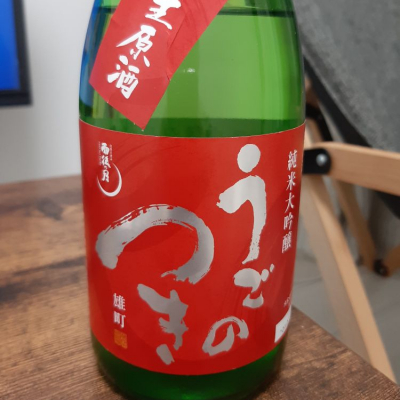 生原酒
純米大吟醸
うごの
つき
雄町
雨後の月